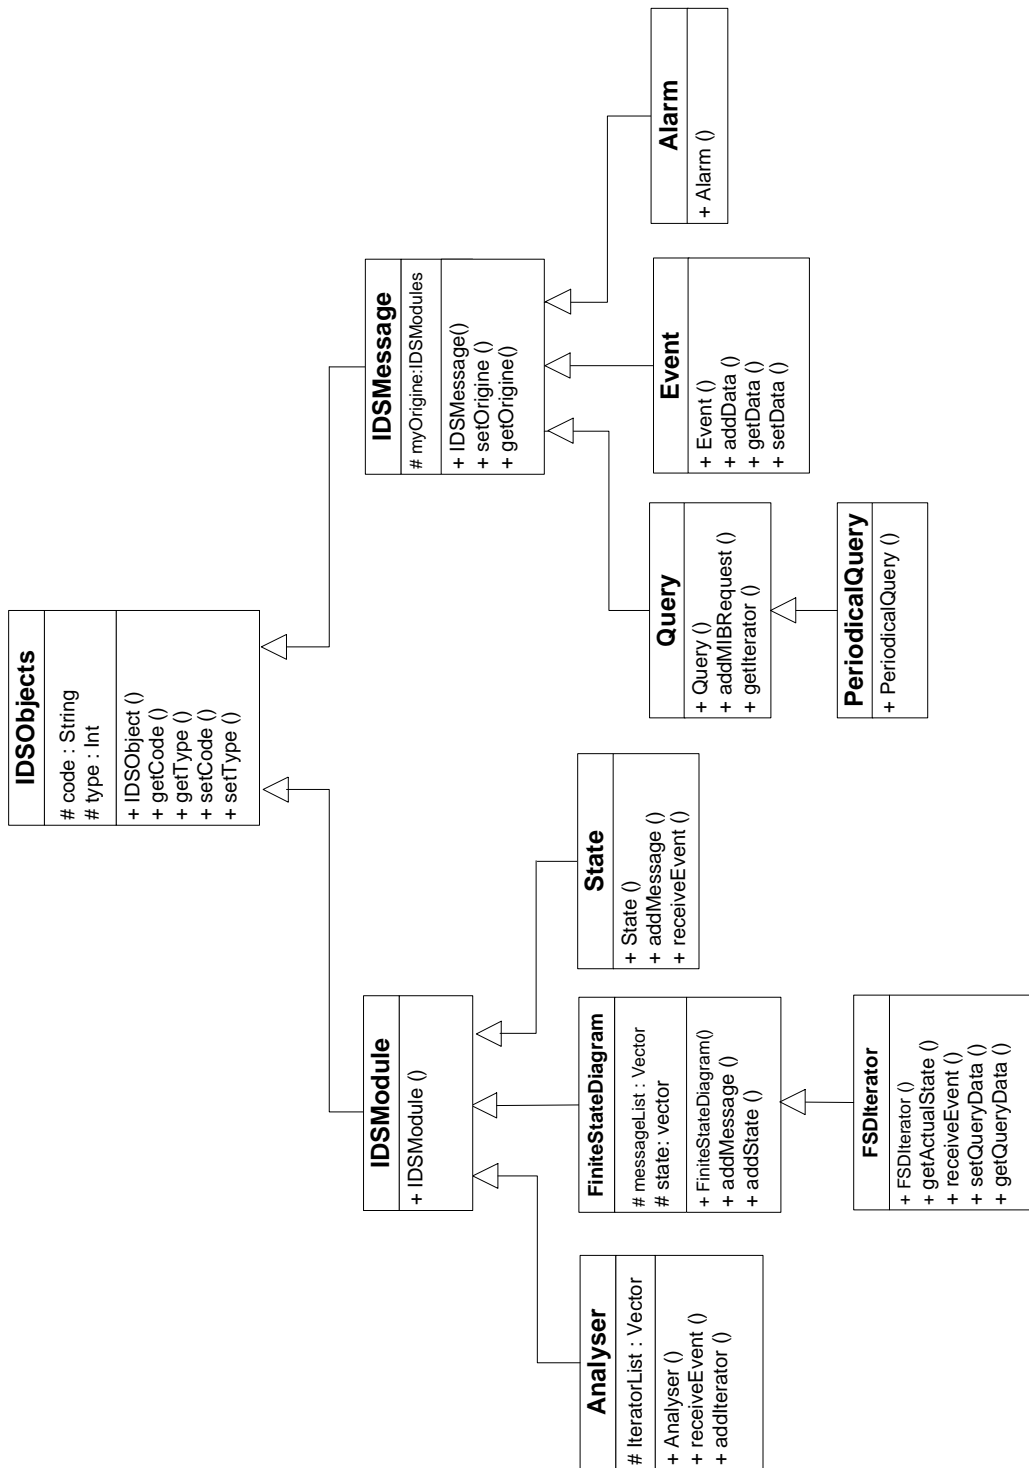 IDSObjects
# code : String
# type : Int
+ IDSObject ()
+ getCode ()
+ getType ()
+ setCode ()
+ setType ()
IDSModule
+ IDSModule ()
IDSMessage
# myOrigine:IDSModules
+ IDSMessage()
+ setOrigine ()
+ getOrigine()
Analyser
# IteratorList : Vector
+ Analyser ()
+ receiveEvent ()
+ addIterator ()
FiniteStateDiagram
# messageList : Vector
# state: vector
+ FiniteStateDiagram()
+ addMessage ()
+ addState ()
State
+ State ()
+ addMessage ()
+ receiveEvent ()
Query
+ Query ()
+ addMIBRequest ()
+ getIterator ()
Event
+ Event ()
+ addData ()
+ getData ()
+ setData ()
Alarm
+ Alarm ()
FSDIterator
+ FSDIterator ()
+ getActualState ()
+ receiveEvent ()
+ setQueryData ()
+ getQueryData ()
PeriodicalQuery
+ PeriodicalQuery ()